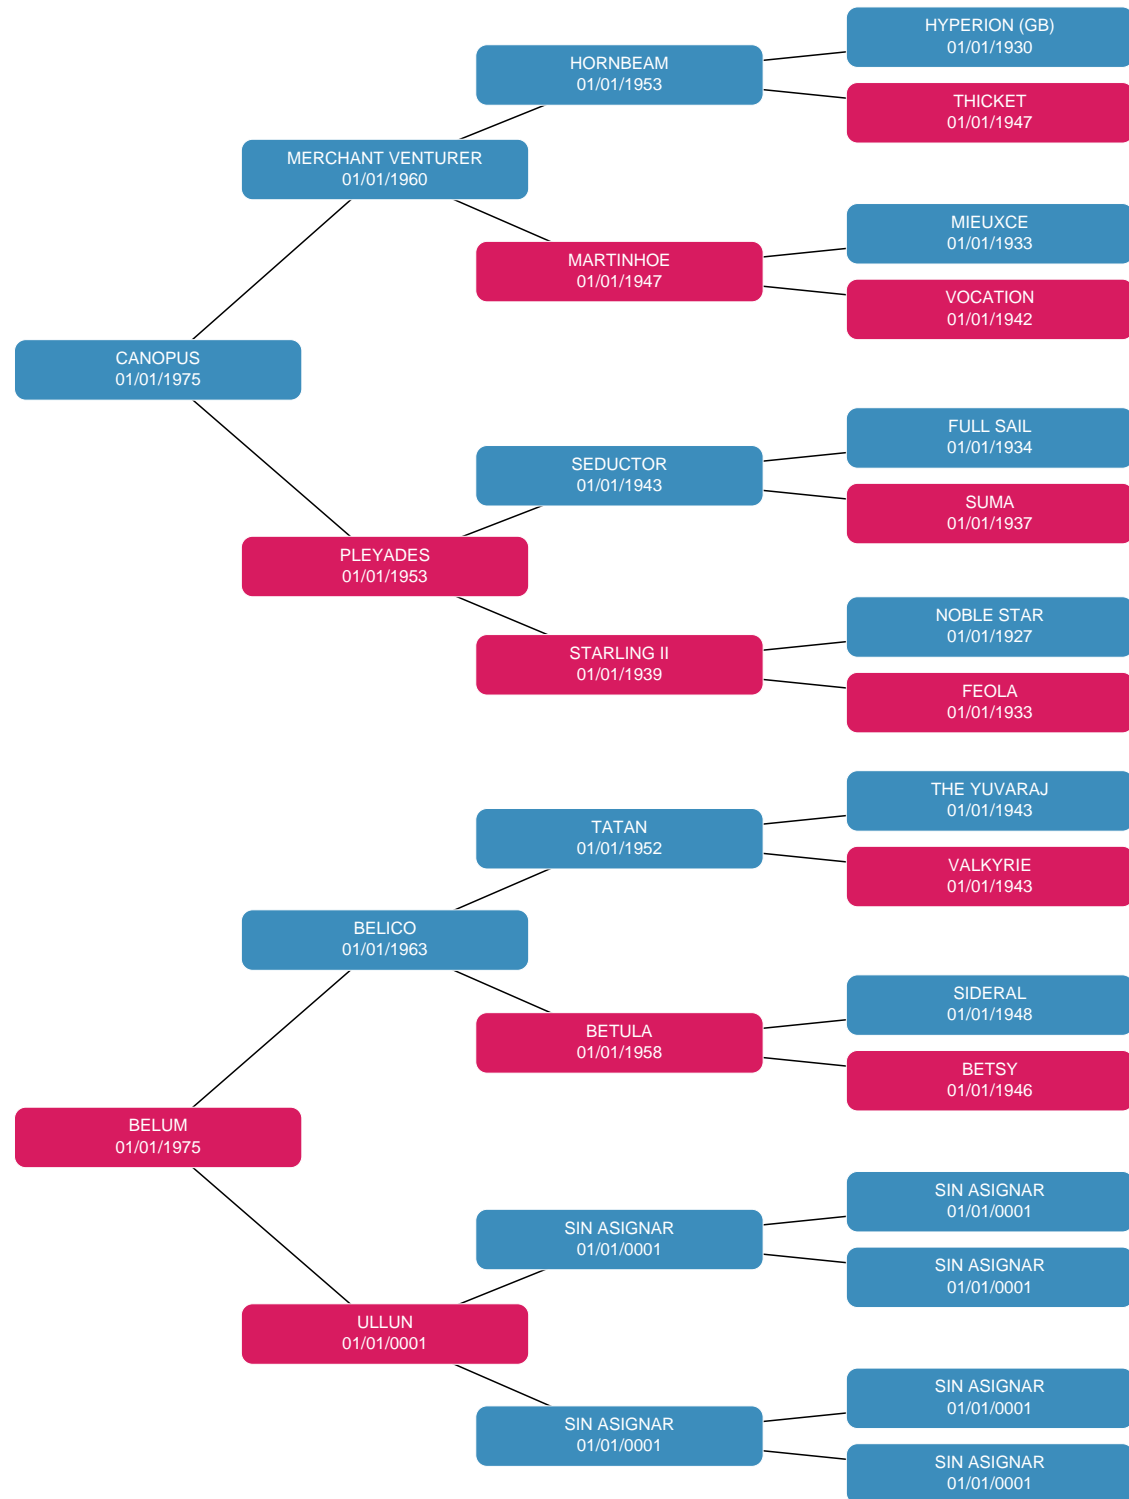 HYPERION (GB)
01/01/1930
HORNBEAM
01/01/1953
THICKET
01/01/1947
MERCHANT VENTURER
01/01/1960
MIEUXCE
01/01/1933
MARTINHOE
01/01/1947
VOCATION
01/01/1942
CANOPUS
01/01/1975
FULL SAIL
01/01/1934
SEDUCTOR
01/01/1943
SUMA
01/01/1937
PLEYADES
01/01/1953
NOBLE STAR
01/01/1927
STARLING II
01/01/1939
FEOLA
01/01/1933
THE YUVARAJ
01/01/1943
TATAN
01/01/1952
VALKYRIE
01/01/1943
BELICO
01/01/1963
SIDERAL
01/01/1948
BETULA
01/01/1958
BETSY
01/01/1946
BELUM
01/01/1975
SIN ASIGNAR
01/01/0001
SIN ASIGNAR
01/01/0001
SIN ASIGNAR
01/01/0001
ULLUN
01/01/0001
SIN ASIGNAR
01/01/0001
SIN ASIGNAR
01/01/0001
SIN ASIGNAR
01/01/0001